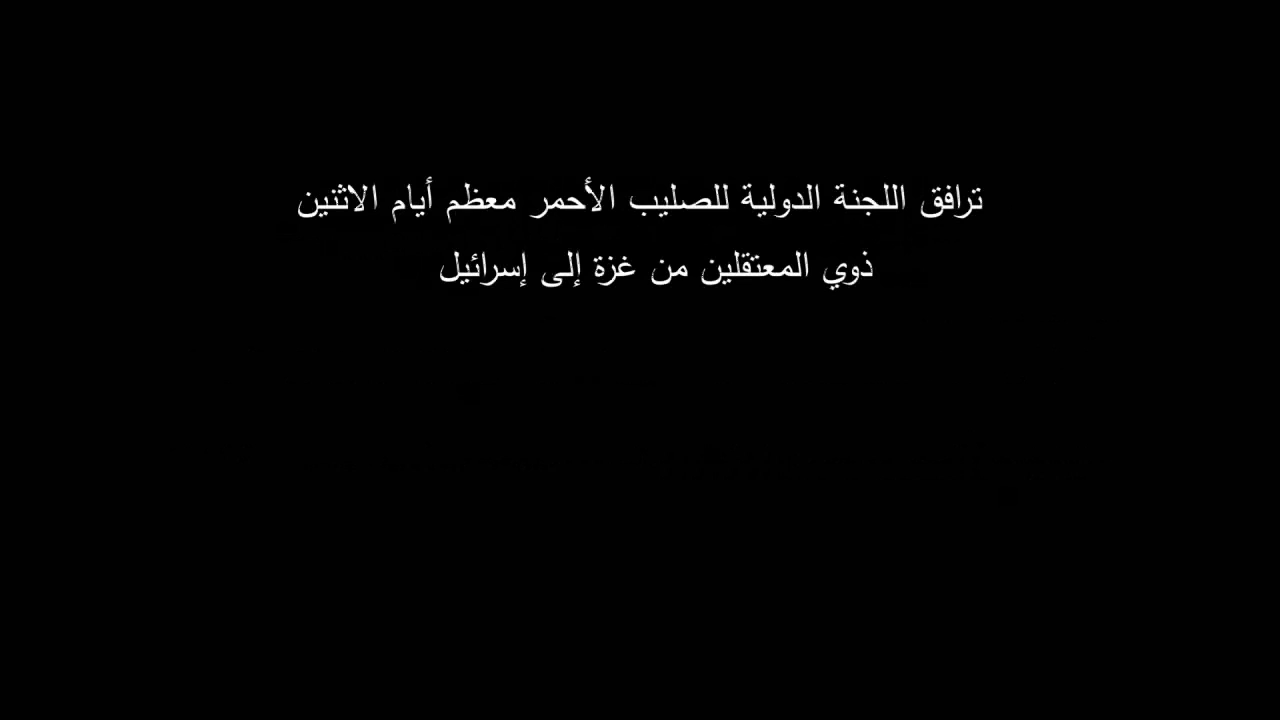 ترافق اللجنة الدولية للصليب الأحمر معظم أيام الاثنين
ذوي المعتقلين من غزة إلى إسرائيل